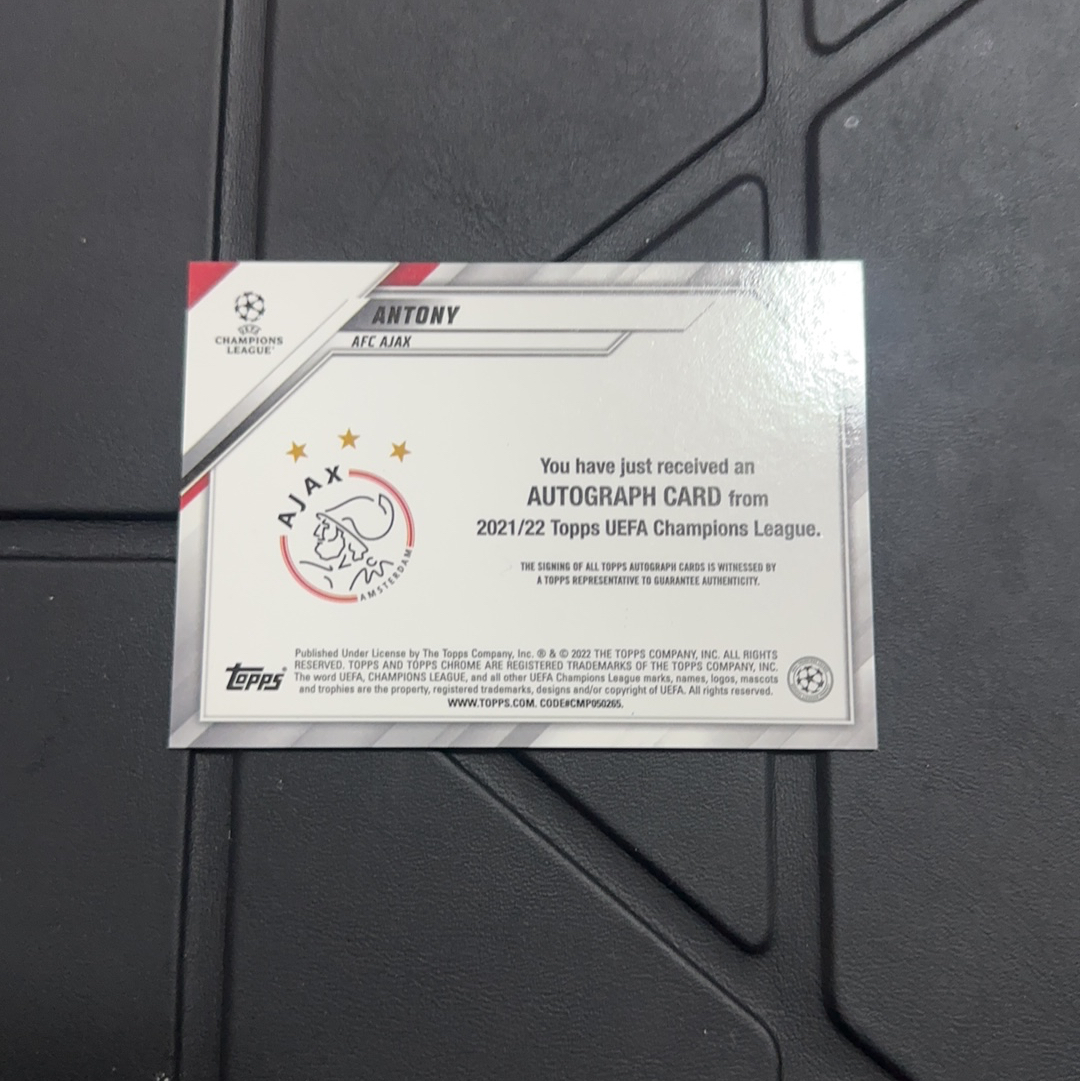 UEFA
CHAMPIONS
LEAGUE
ANTONY
AFC AJAX
AJAX
AMSTERDAM
You have just received an
AUTOGRAPH CARD from
2021/22 Topps UEFA Champions League.
THE SIGNING OF ALL TOPPS AUTOGRAPH CARDS IS WITNESSED BY
A TOPPS REPRESENTATIVE TO GUARANTEE AUTHENTICITY.
Topps®
Published Under License by The Topps Company, Inc. ® & © 2022 THE TOPPS COMPANY, INC. ALL RIGHTS
RESERVED. TOPPS AND TOPPS CHROME ARE REGISTERED TRADEMARKS OF THE TOPPS COMPANY, INC.
The word UEFA, CHAMPIONS LEAGUE, and all other UEFA Champions League marks, names, logos, mascots
and trophies are the property, registered trademarks, designs and/or copyright of UEFA. All rights reserved.
WWW.TOPPS.COM. CODE#CMP050265.